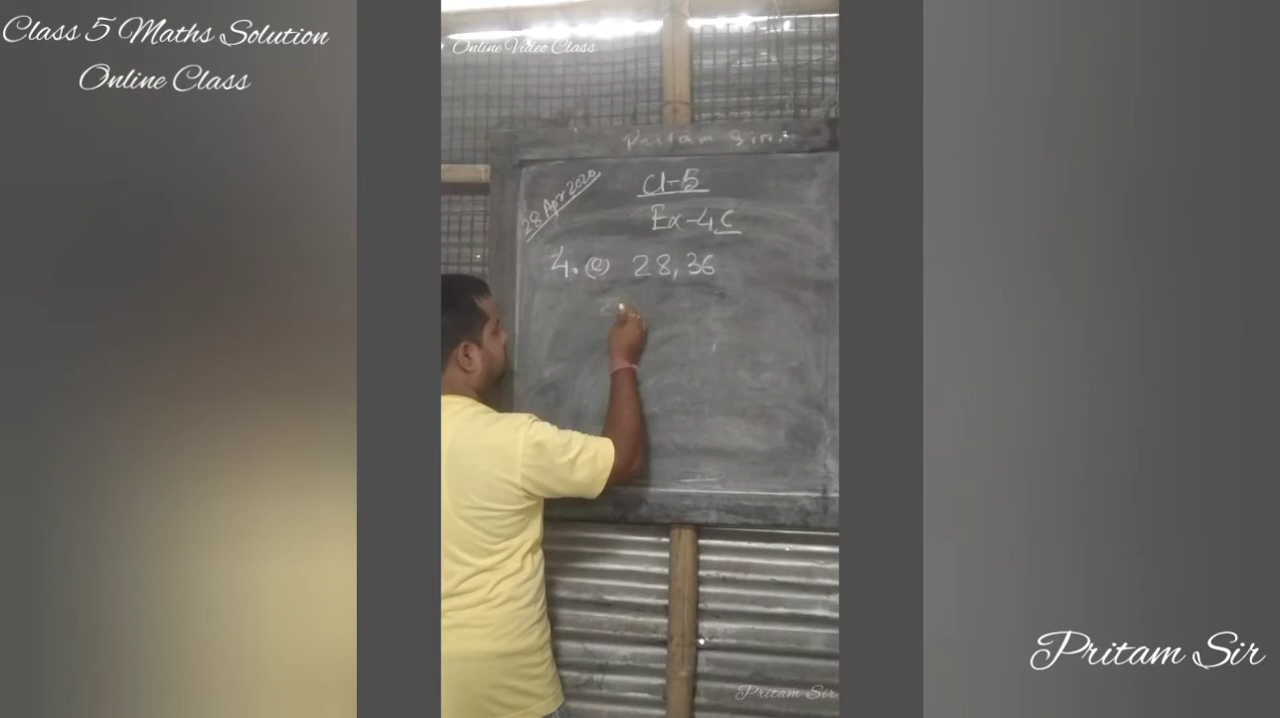 Class 5 Maths Solution
Online Class
Online Video Class
Pritam Sir.
28 Apr 2020
Cl-5
Ex-4C
4. (e) 28, 36
Pritam Sir
Pritam Sir